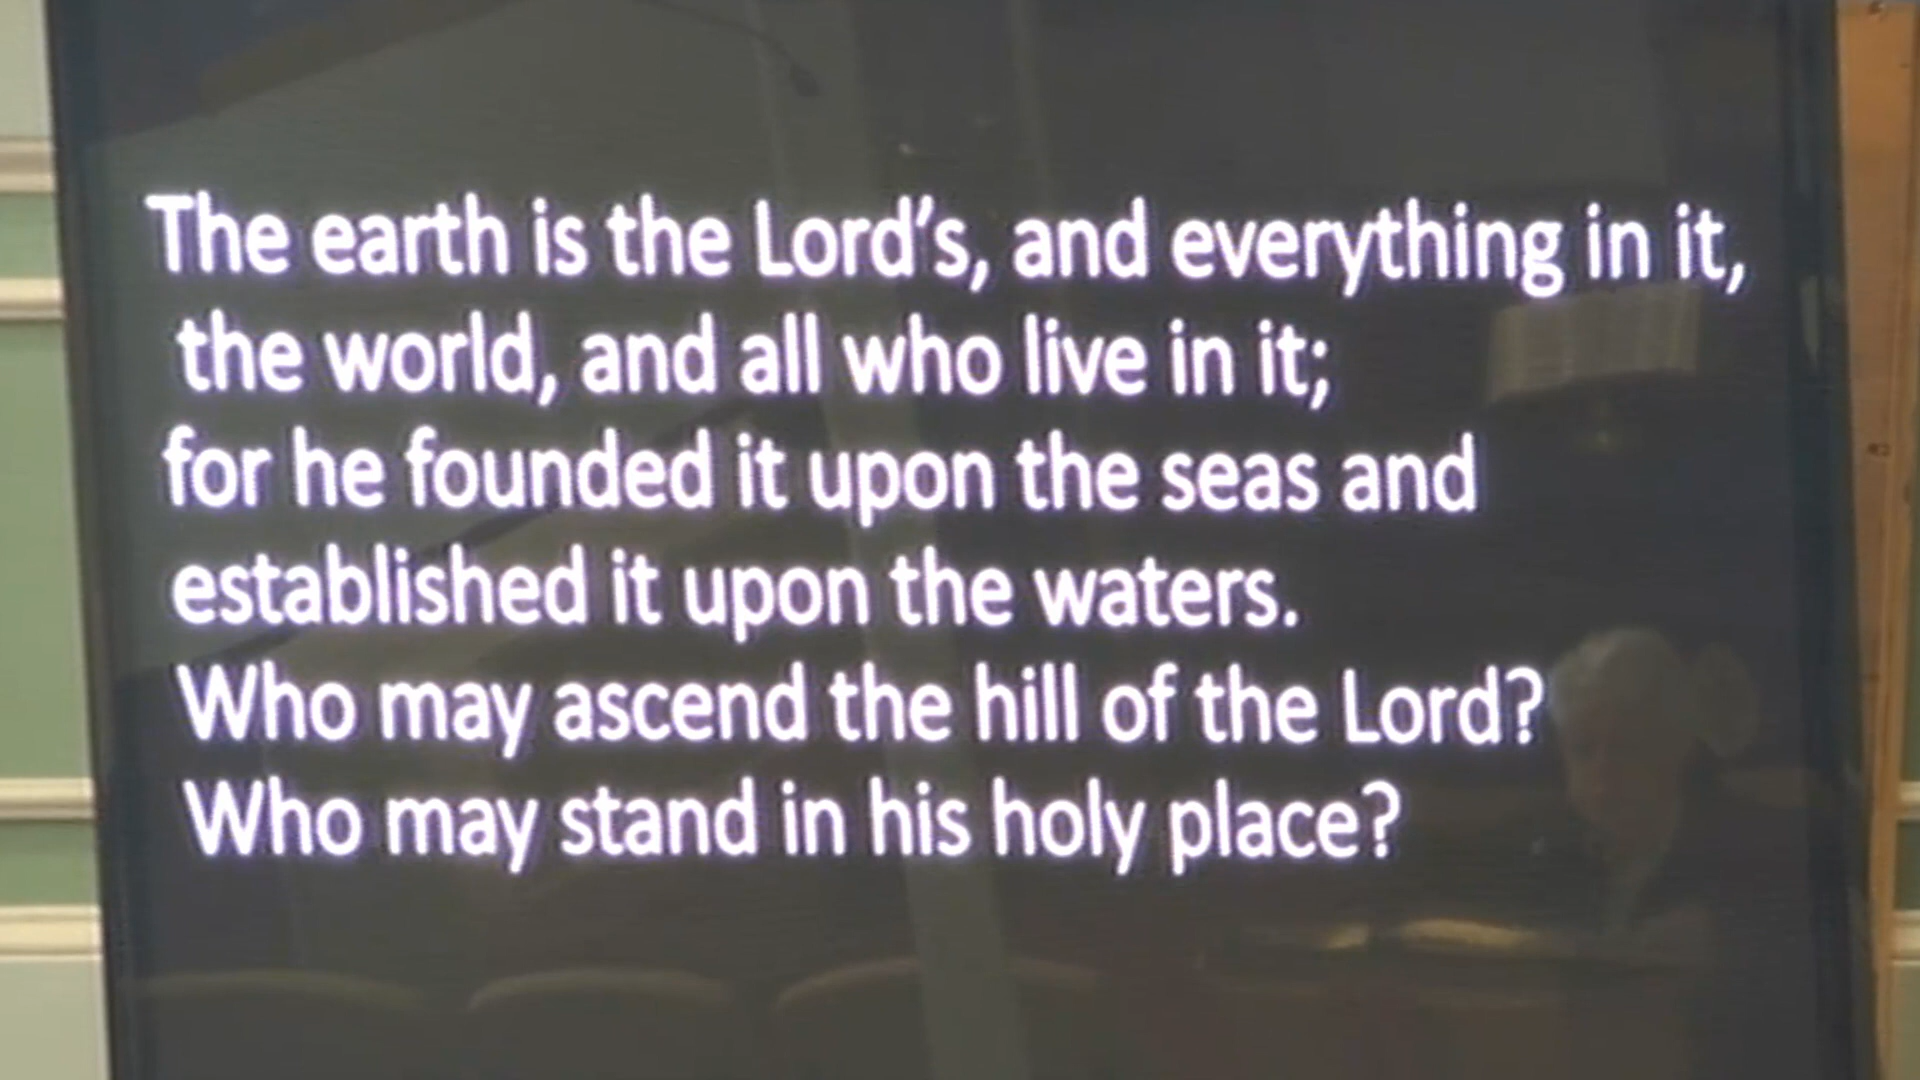 The earth is the Lord’s, and everything in it,
the world, and all who live in it;
for he founded it upon the seas and
established it upon the waters.
Who may ascend the hill of the Lord?
Who may stand in his holy place?